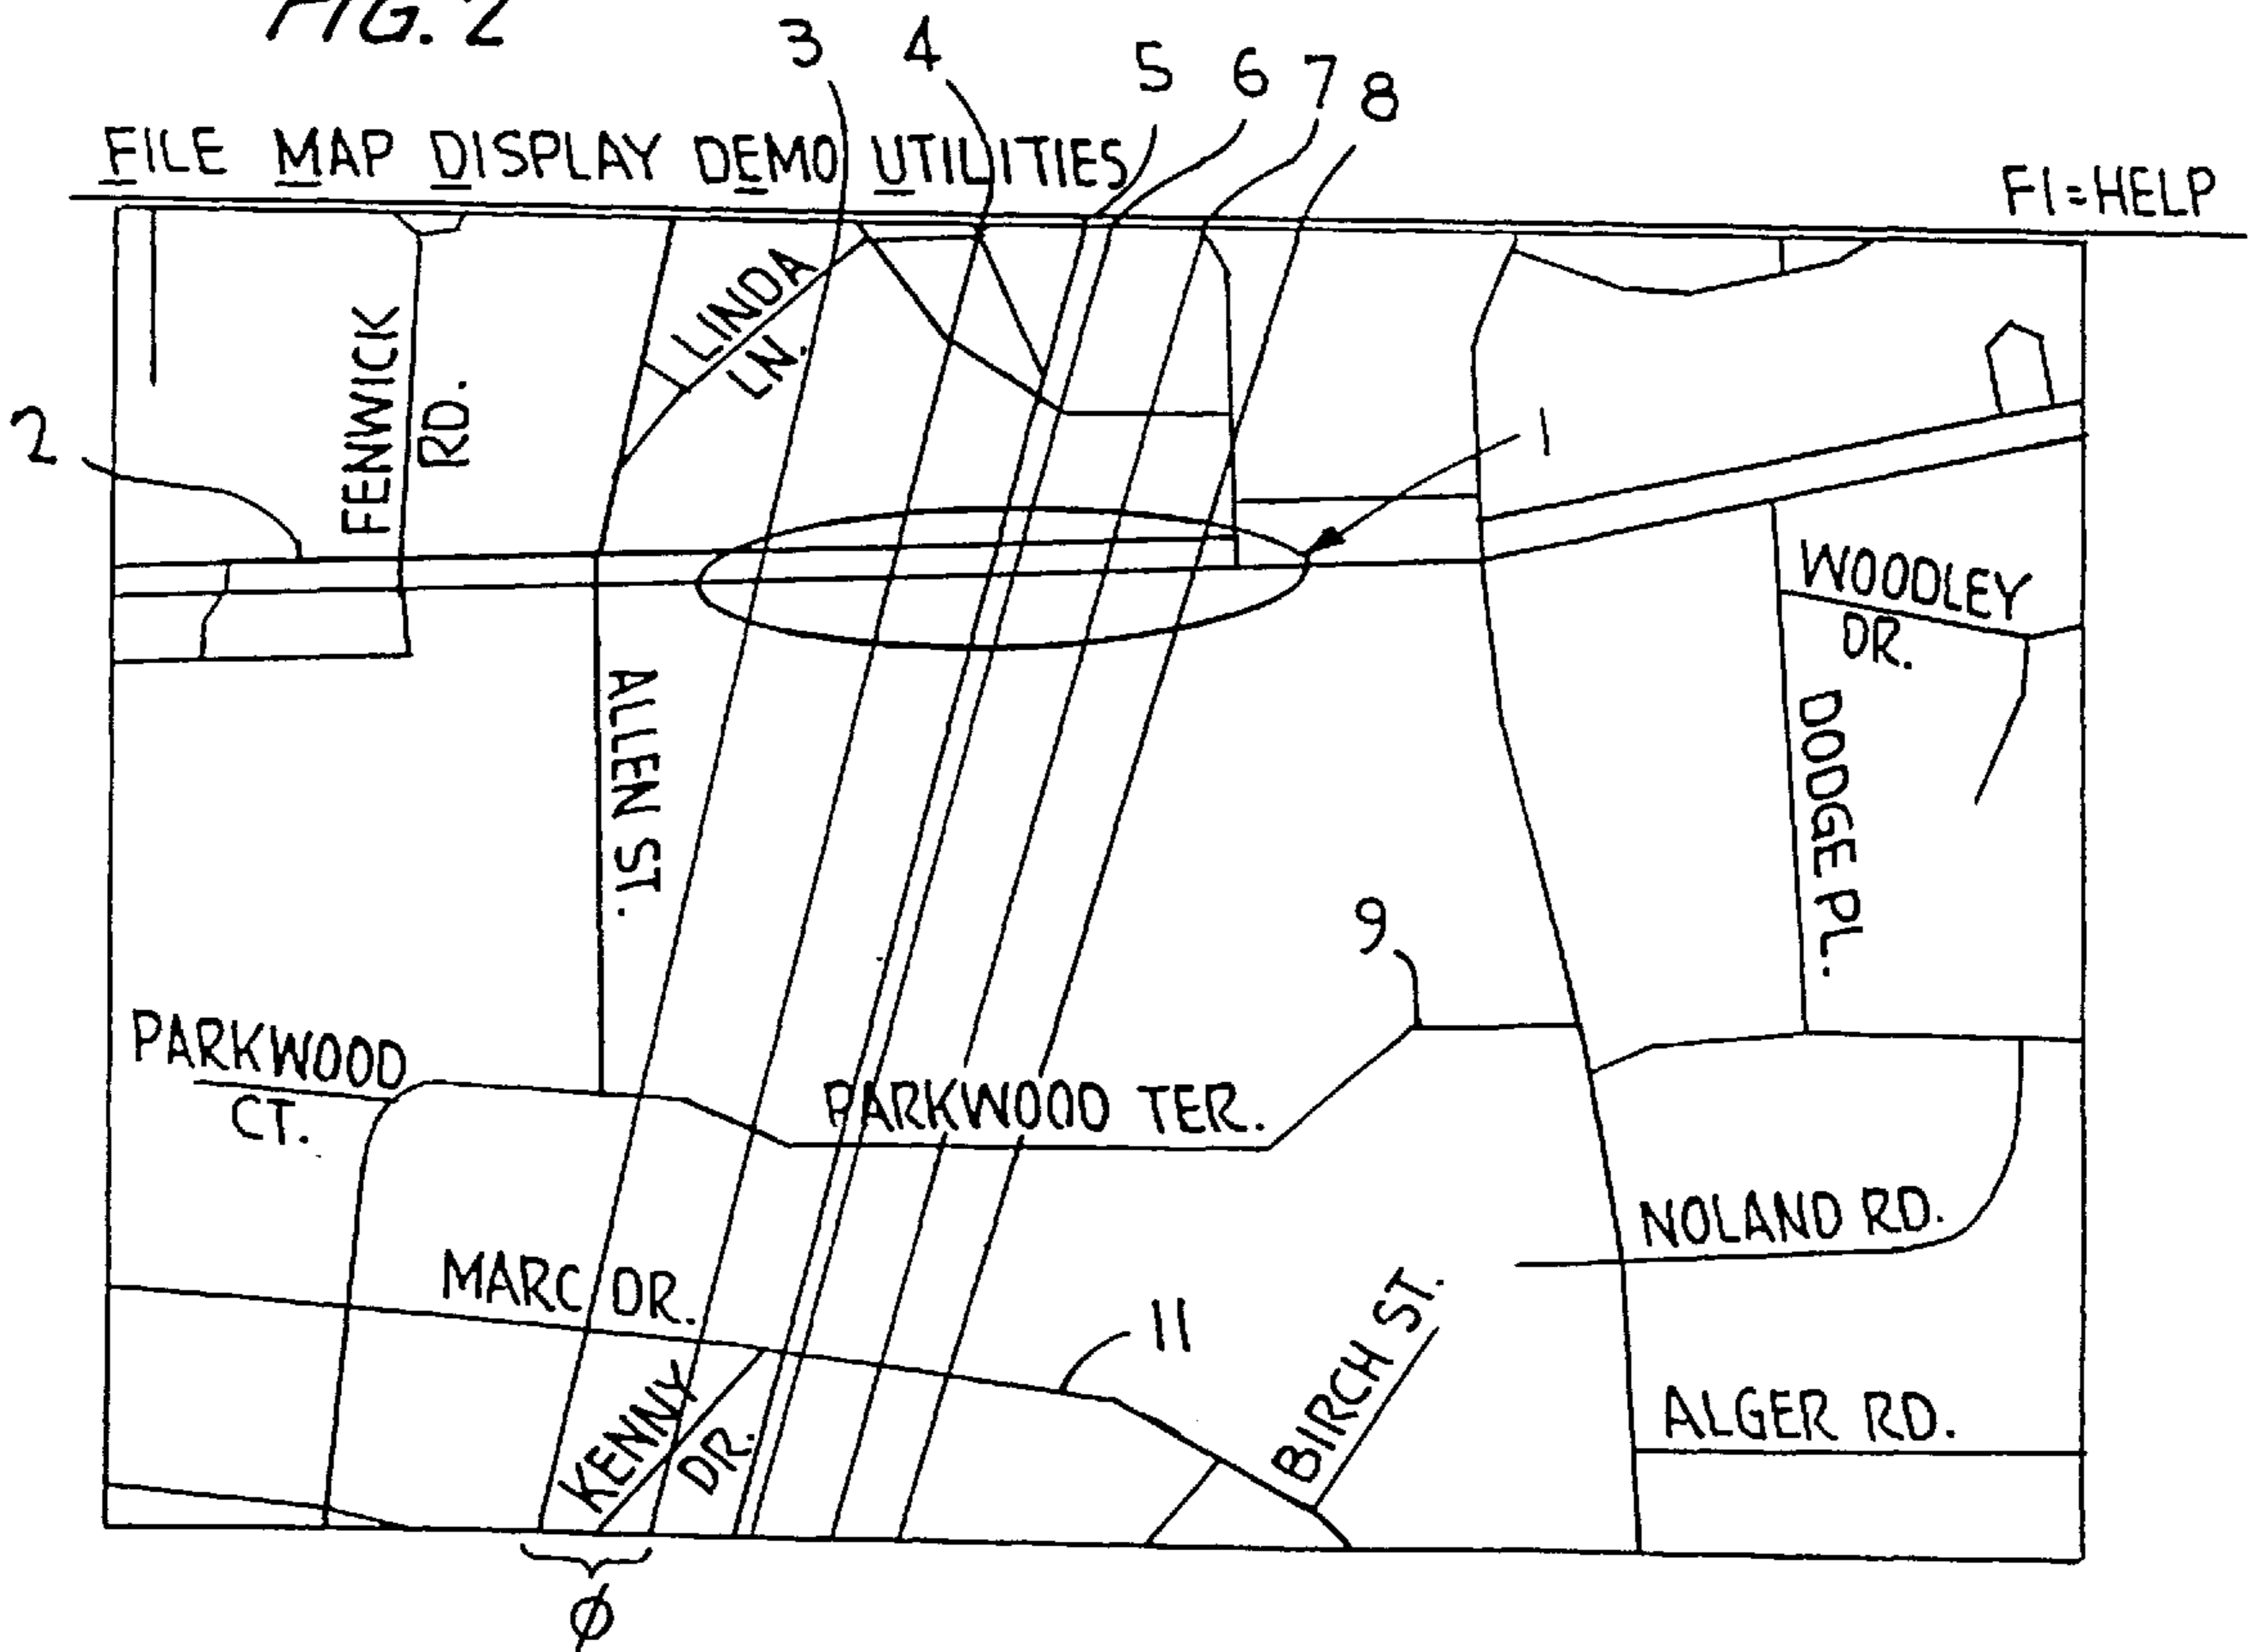 FIG. 2
3 4 5 6 7 8
FILE MAP DISPLAY DEMO UTILITIES
F1=HELP
LINDA
LN.
FENWICK
RD.
2
1
WOODLEY
DR.
ALLEN ST.
DODGE PL.
9
PARKWOOD
CT.
PARKWOOD TER.
NOLAND RD.
MARC DR.
11
BIRCH ST.
KENNY
DR.
ALGER RD.
φ